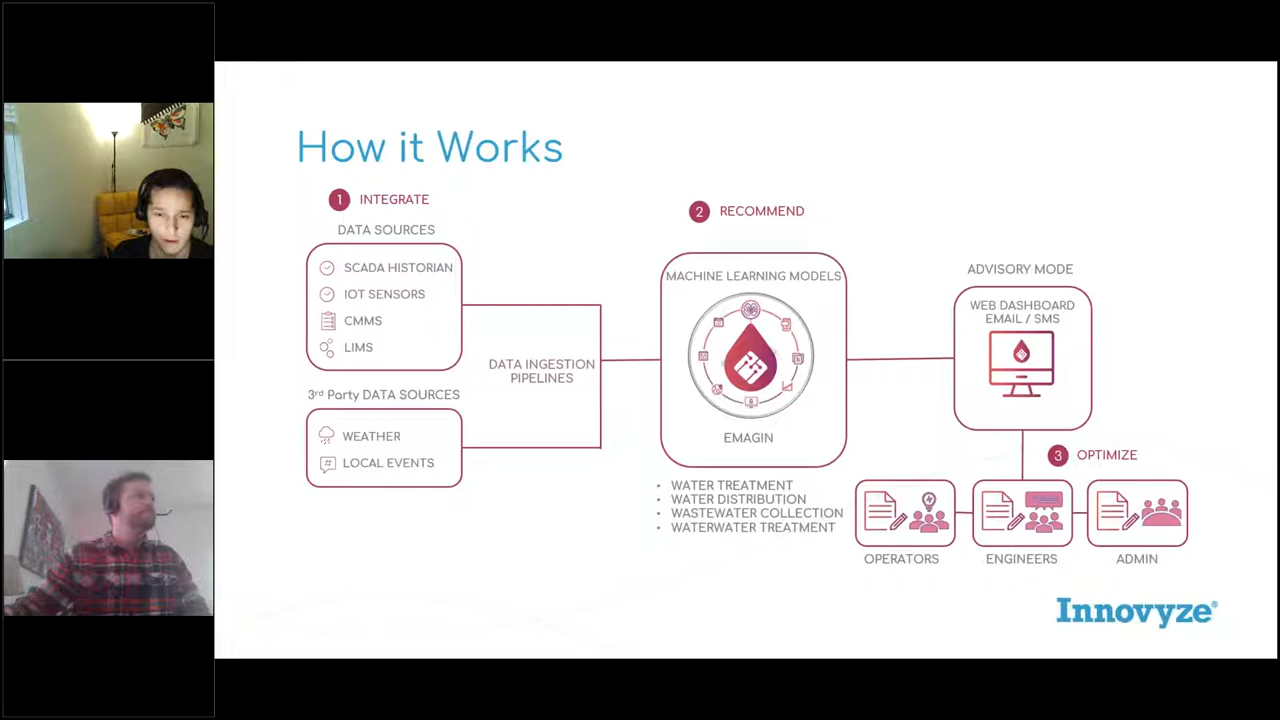 How it Works
1 INTEGRATE
DATA SOURCES
SCADA HISTORIAN
IOT SENSORS
CMMS
LIMS
3rd Party DATA SOURCES
WEATHER
LOCAL EVENTS
DATA INGESTION
PIPELINES
2 RECOMMEND
MACHINE LEARNING MODELS
EMAGIN
• WATER TREATMENT
• WATER DISTRIBUTION
• WASTEWATER COLLECTION
• WATERWATER TREATMENT
ADVISORY MODE
WEB DASHBOARD
EMAIL / SMS
3 OPTIMIZE
OPERATORS
ENGINEERS
ADMIN
Innovyze®